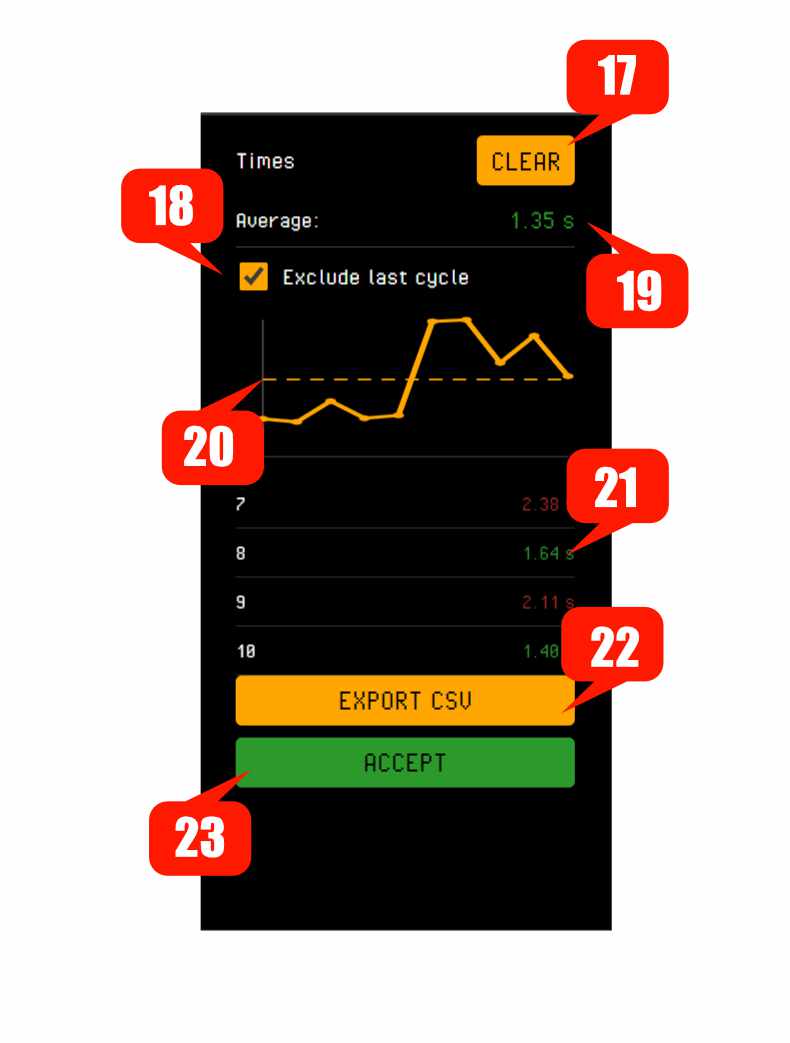 17
Times CLEAR
18
Average: 1.35 s
19
Exclude last cycle
20
21
7 2.38
8 1.64 s
9 2.11 s
22
10 1.40
EXPORT CSV
ACCEPT
23